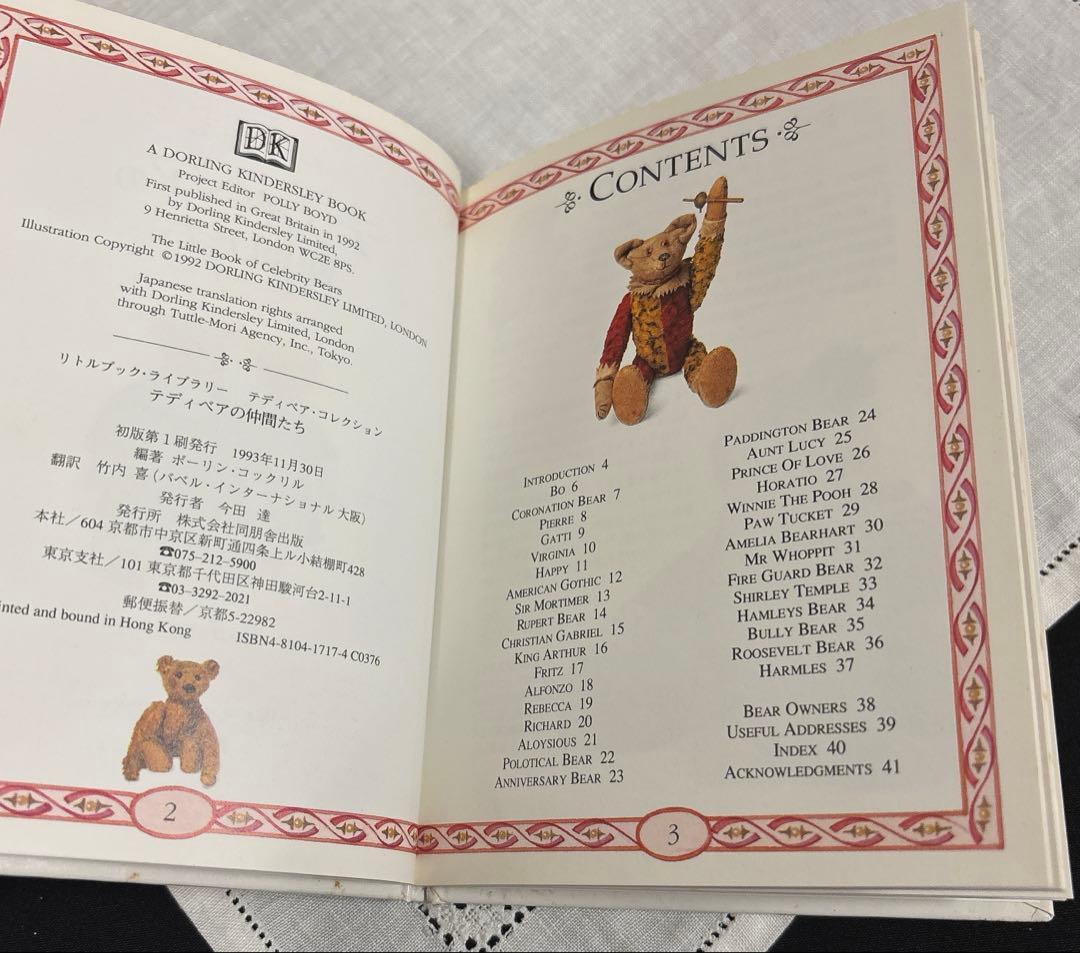 DK
A DORLING KINDERSLEY BOOK
Project Editor POLLY BOYD
First published in Great Britain in 1992
by Dorling Kindersley Limited,
9 Henrietta Street, London WC2E 8PS.
The Little Book of Celebrity Bears
Illustration Copyright ©1992 DORLING KINDERSLEY LIMITED, LONDON
Japanese translation rights arranged
with Dorling Kindersley Limited, London
through Tuttle-Mori Agency, Inc., Tokyo.
リトルブック・ライブラリー テディベア・コレクション
テディベアの仲間たち
初版第1刷発行 1993年11月30日
編著 ポーリン・コックリル
翻訳 竹内 喜(バベル・インターナショナル大阪)
発行者 今田 達
発行所 株式会社同朋舎出版
本社/604 京都市中京区新町通四条上ル小結棚町428
☎075-212-5900
東京支社/101 東京都千代田区神田駿河台2-11-1
☎03-3292-2021
郵便振替/京都5-22982
inted and bound in Hong Kong ISBN4-8104-1717-4 C0376
2
CONTENTS
INTRODUCTION 4
BO 6
CORONATION BEAR 7
PIERRE 8
GATTI 9
VIRGINIA 10
HAPPY 11
AMERICAN GOTHIC 12
SIR MORTIMER 13
RUPERT BEAR 14
CHRISTIAN GABRIEL 15
KING ARTHUR 16
FRITZ 17
ALFONZO 18
REBECCA 19
RICHARD 20
ALOYSIOUS 21
POLOTICAL BEAR 22
ANNIVERSARY BEAR 23
PADDINGTON BEAR 24
AUNT LUCY 25
PRINCE OF LOVE 26
HORATIO 27
WINNIE THE POOH 28
PAW TUCKET 29
AMELIA BEARHART 30
MR WHOPPIT 31
FIRE GUARD BEAR 32
SHIRLEY TEMPLE 33
HAMLEYS BEAR 34
BULLY BEAR 35
ROOSEVELT BEAR 36
HARMLES 37
BEAR OWNERS 38
USEFUL ADDRESSES 39
INDEX 40
ACKNOWLEDGMENTS 41
3